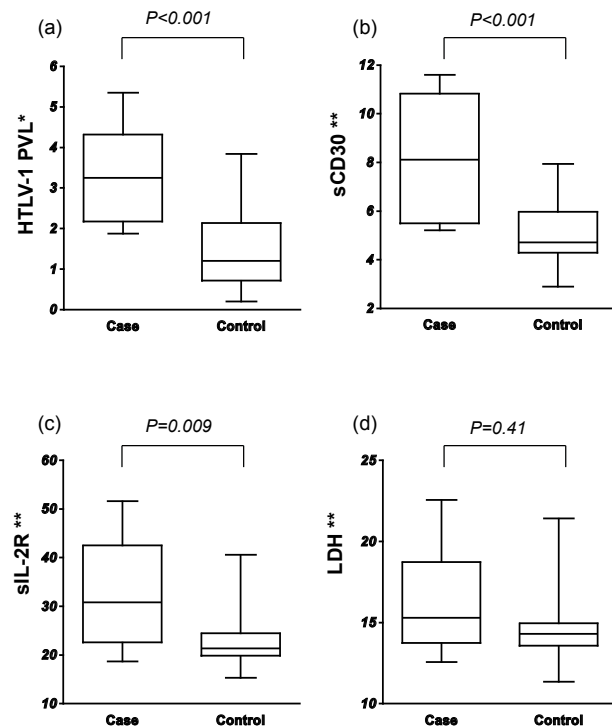 (a)
P<0.001
HTLV-1 PVL*
6
5
4
3
2
1
0
Case Control
(b)
P<0.001
sCD30 **
12
10
8
6
4
2
Case Control
(c)
P=0.009
sIL-2R **
60
50
40
30
20
10
Case Control
(d)
P=0.41
LDH **
25
20
15
10
Case Control